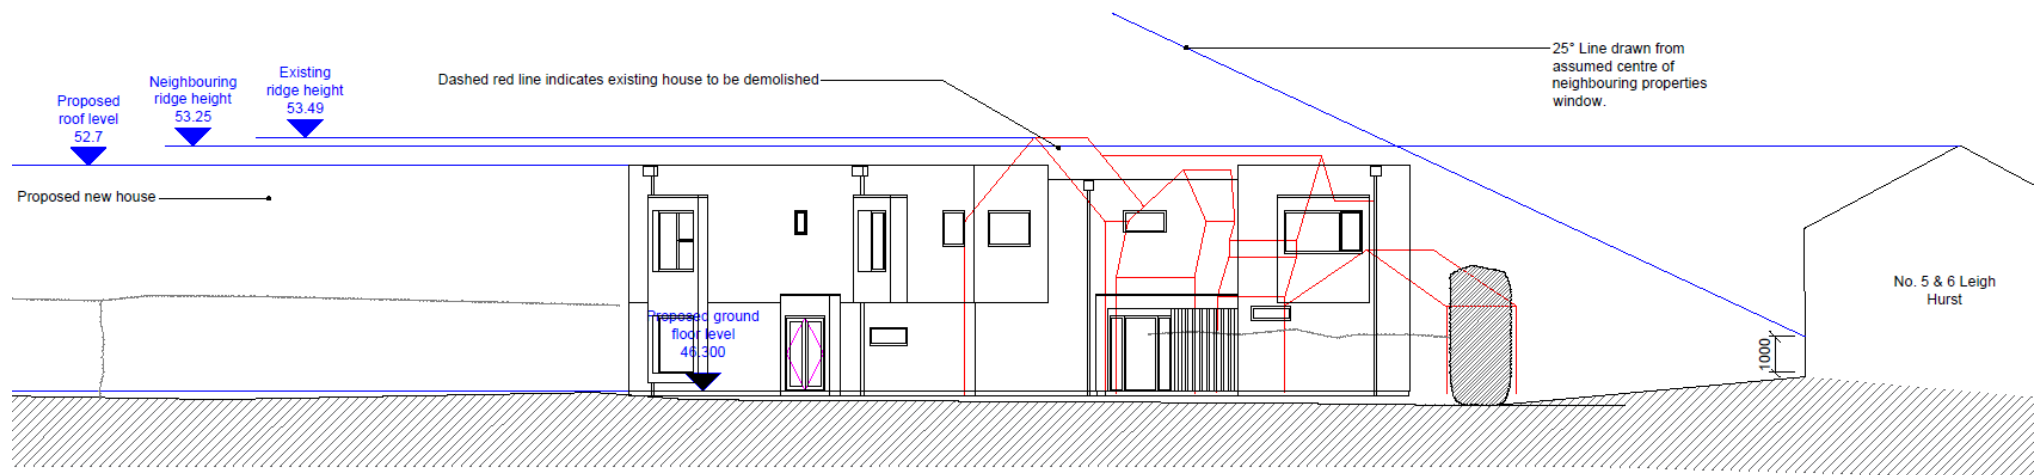 Proposed
roof level
52.7
Neighbouring
ridge height
53.25
Existing
ridge height
53.49
Dashed red line indicates existing house to be demolished
25° Line drawn from
assumed centre of
neighbouring properties
window.
Proposed new house
Proposed ground
floor level
46.300
1000
No. 5 & 6 Leigh
Hurst